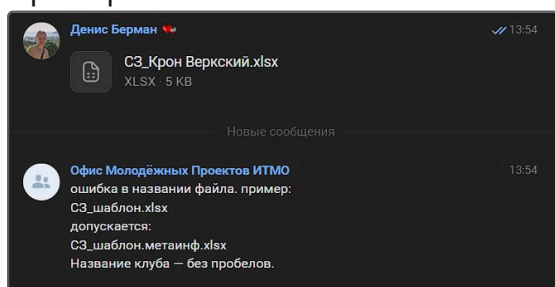 Денис Берман
13:54
СЗ_Крон Веркский.xlsx
XLSX · 5 KB
Новые сообщения
Офис Молодёжных Проектов ИТМО
13:54
ошибка в названии файла. пример:
СЗ_шаблон.xlsx
допускается:
СЗ_шаблон.метаинф.xlsx
Название клуба — без пробелов.